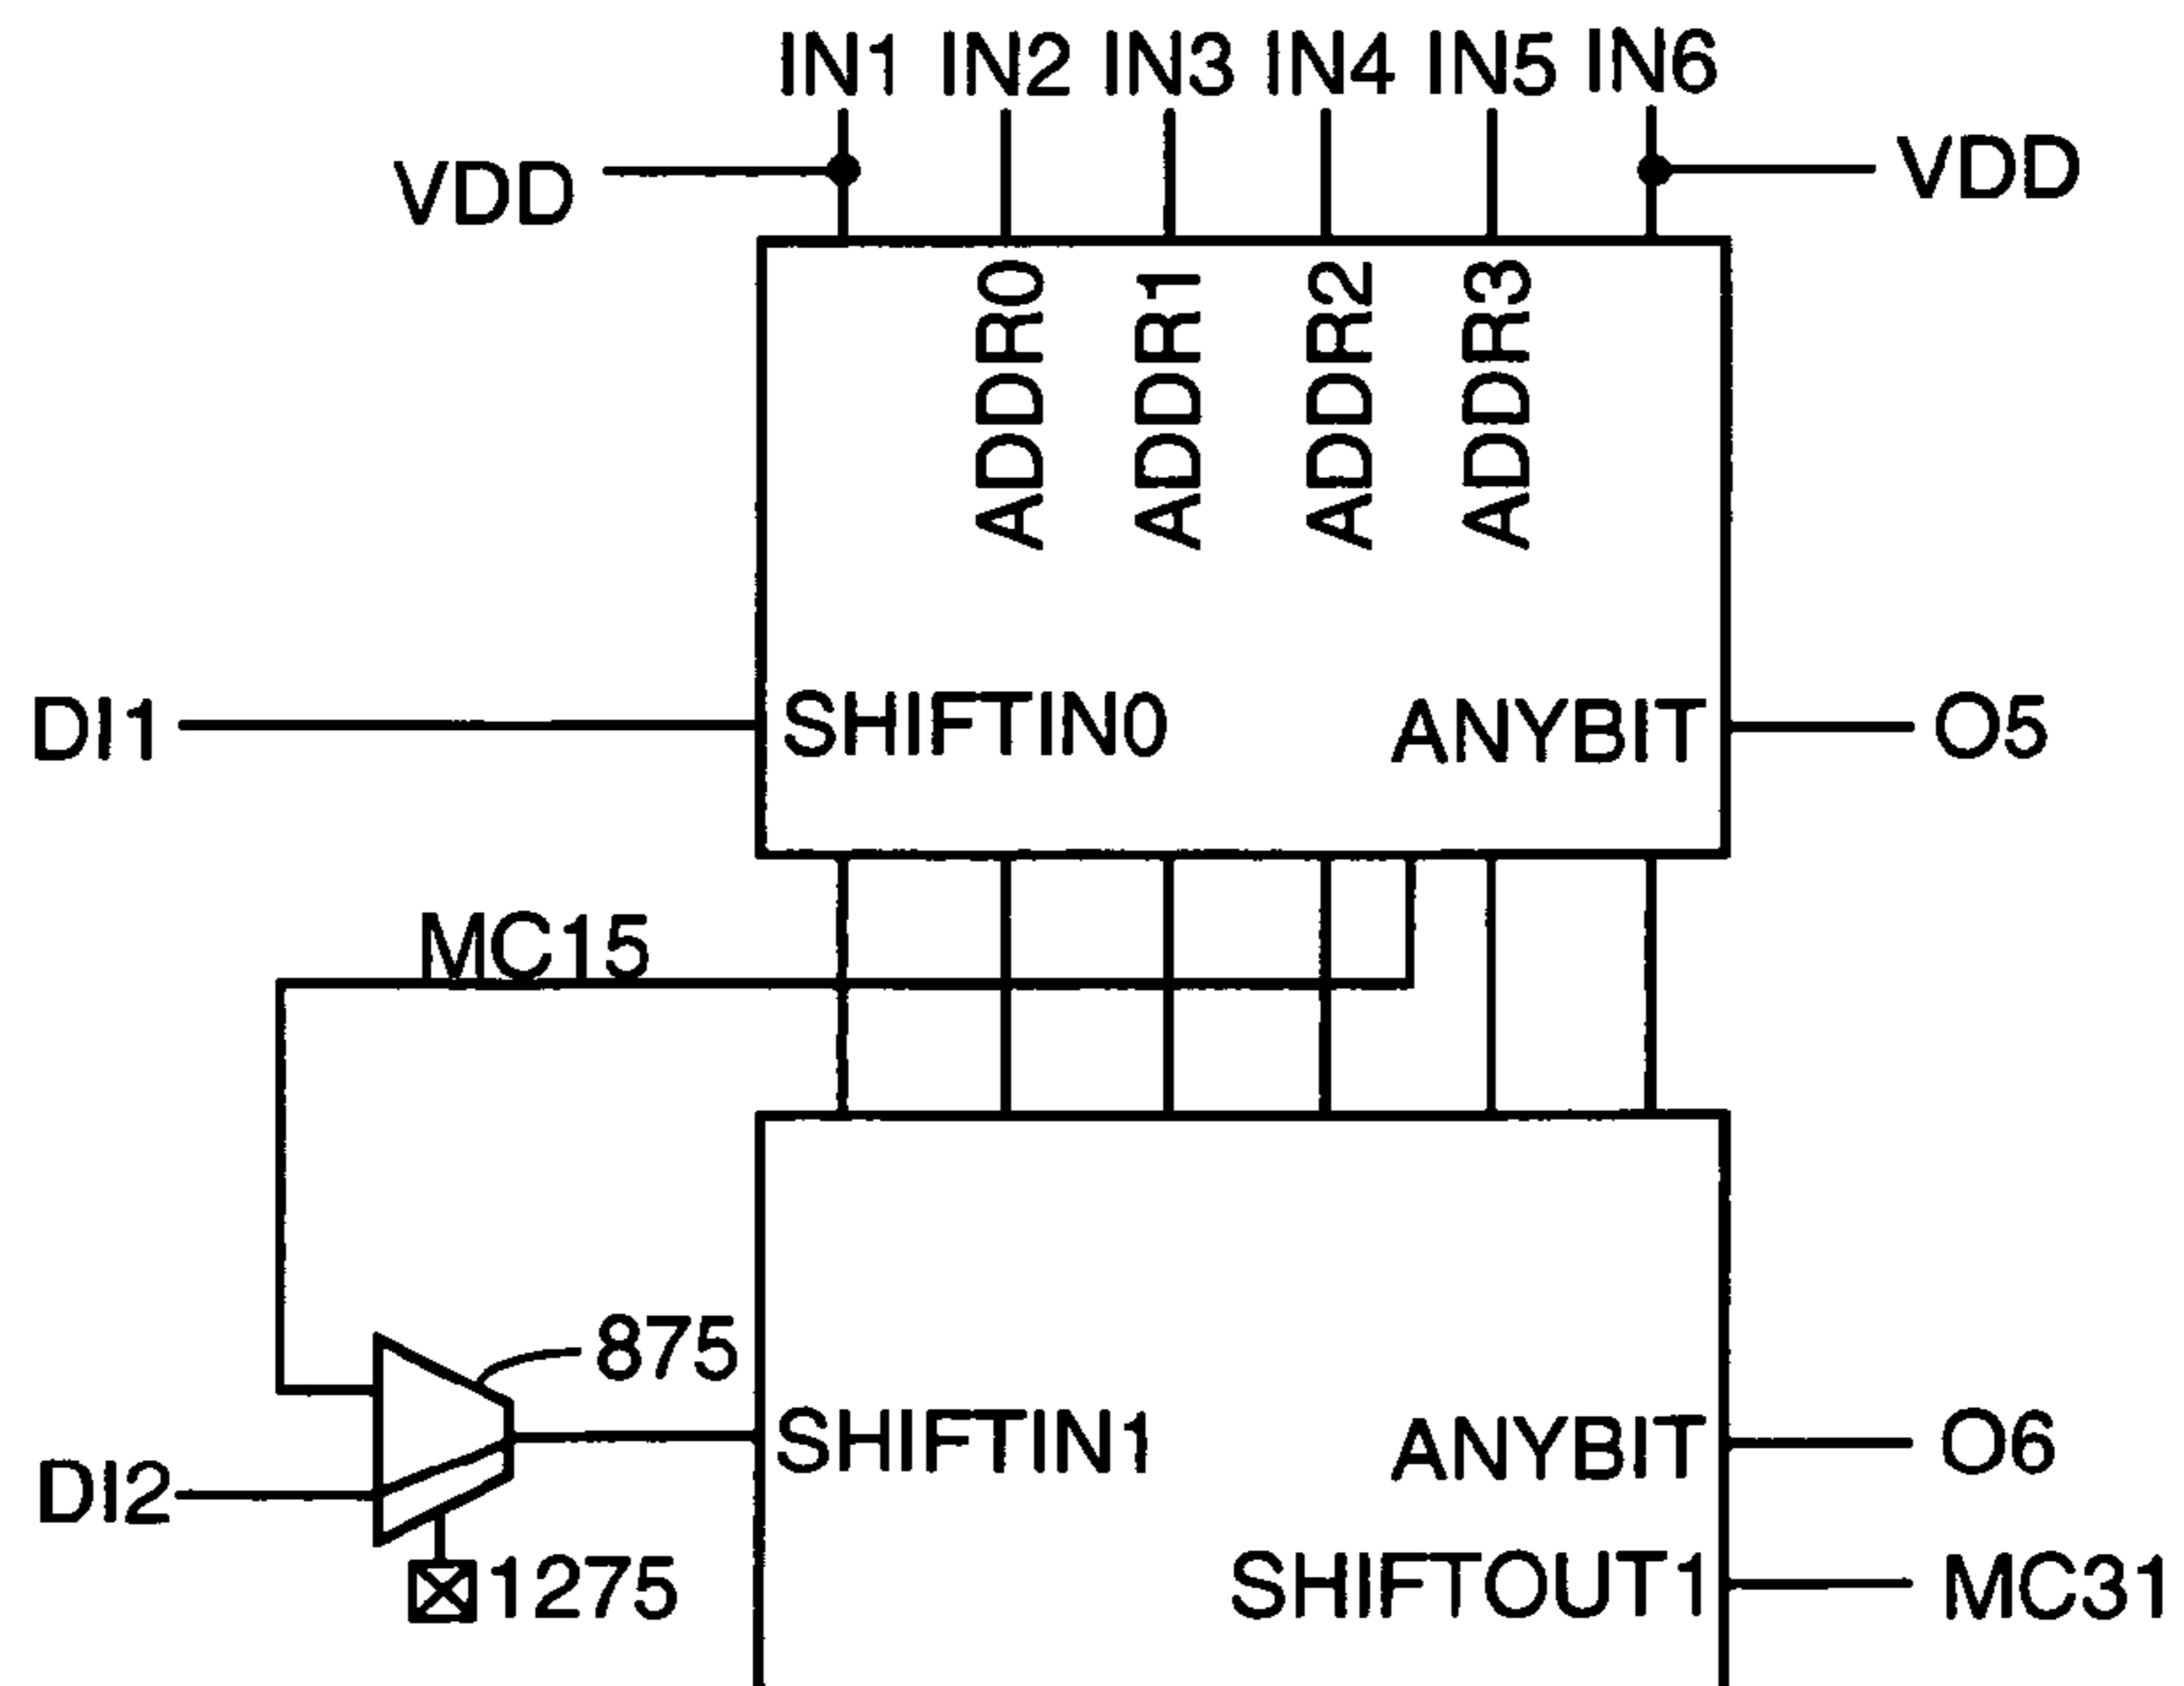 IN1 IN2 IN3 IN4 IN5 IN6
VDD
VDD
ADDR0
ADDR1
ADDR2
ADDR3
DI1
SHIFTIN0
ANYBIT
O5
MC15
875
SHIFTIN1
ANYBIT
O6
DI2
1275
SHIFTOUT1
MC31